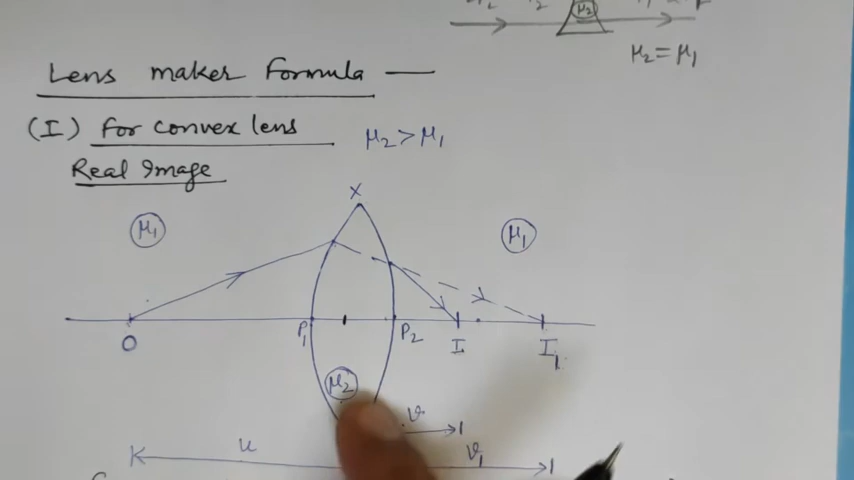 μ2
μ2 = μ1
Lens maker formula —
(I) for convex lens
μ2 > μ1
Real Image
X
μ1
μ1
O
P1
P2
I
I1
μ2
v
u
v1